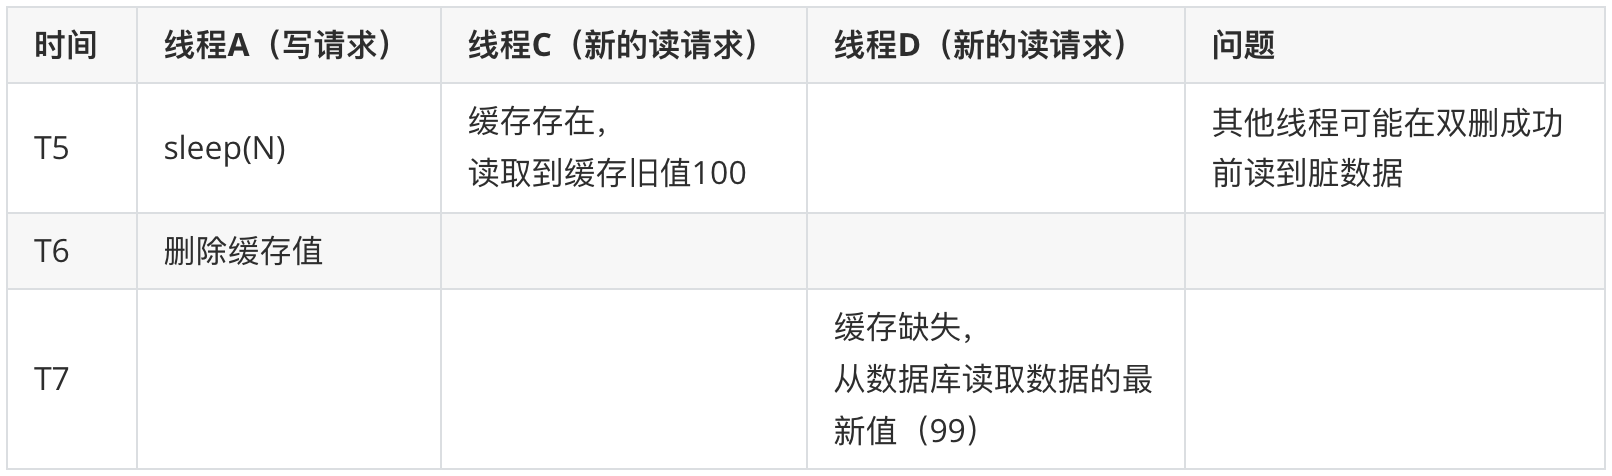 时间 线程A（写请求） 线程C（新的读请求） 线程D（新的读请求） 问题
T5 sleep(N) 缓存存在， 其他线程可能在双删成功
读取到缓存旧值100 前读到脏数据
T6 删除缓存值
缓存缺失，
T7 从数据库读取数据的最
新值（99）